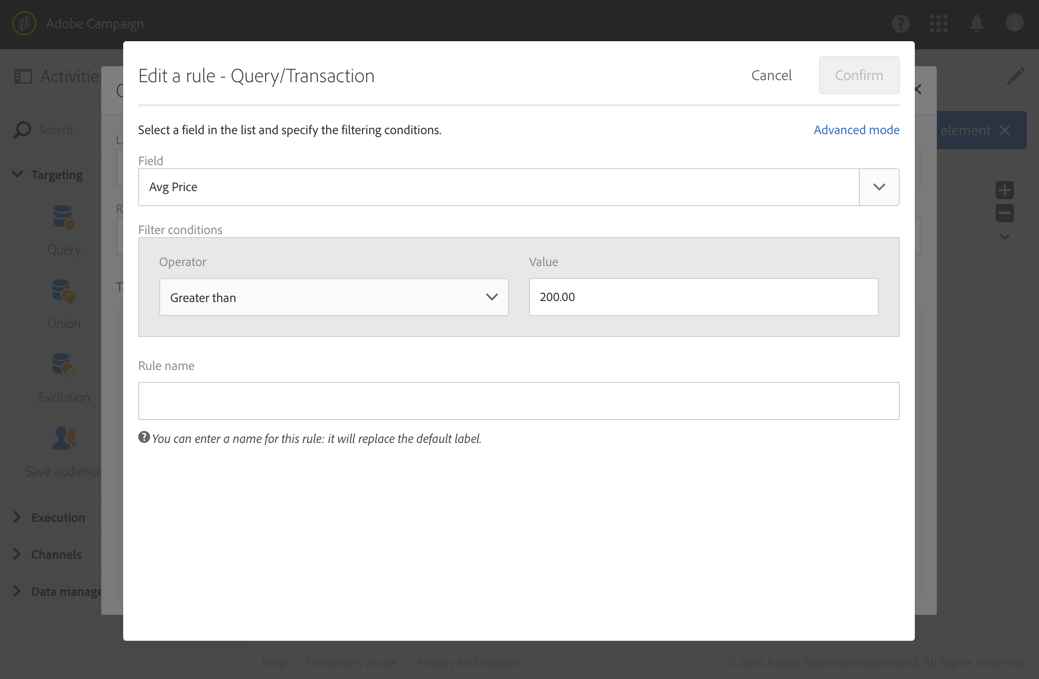 Adobe Campaign
Edit a rule - Query/Transaction
Cancel
Confirm
Activities
Search...
element
Select a field in the list and specify the filtering conditions.
Advanced mode
Field
Avg Price
Targeting
Filter conditions
Operator
Value
Query
Greater than
200.00
Union
Rule name
Exclusion
You can enter a name for this rule: it will replace the default label.
Save audience
Execution
Channels
Data manage
Help
Conditions of use
Privacy and cookies
© 2016 Adobe Systems Incorporated. All Rights Reserved